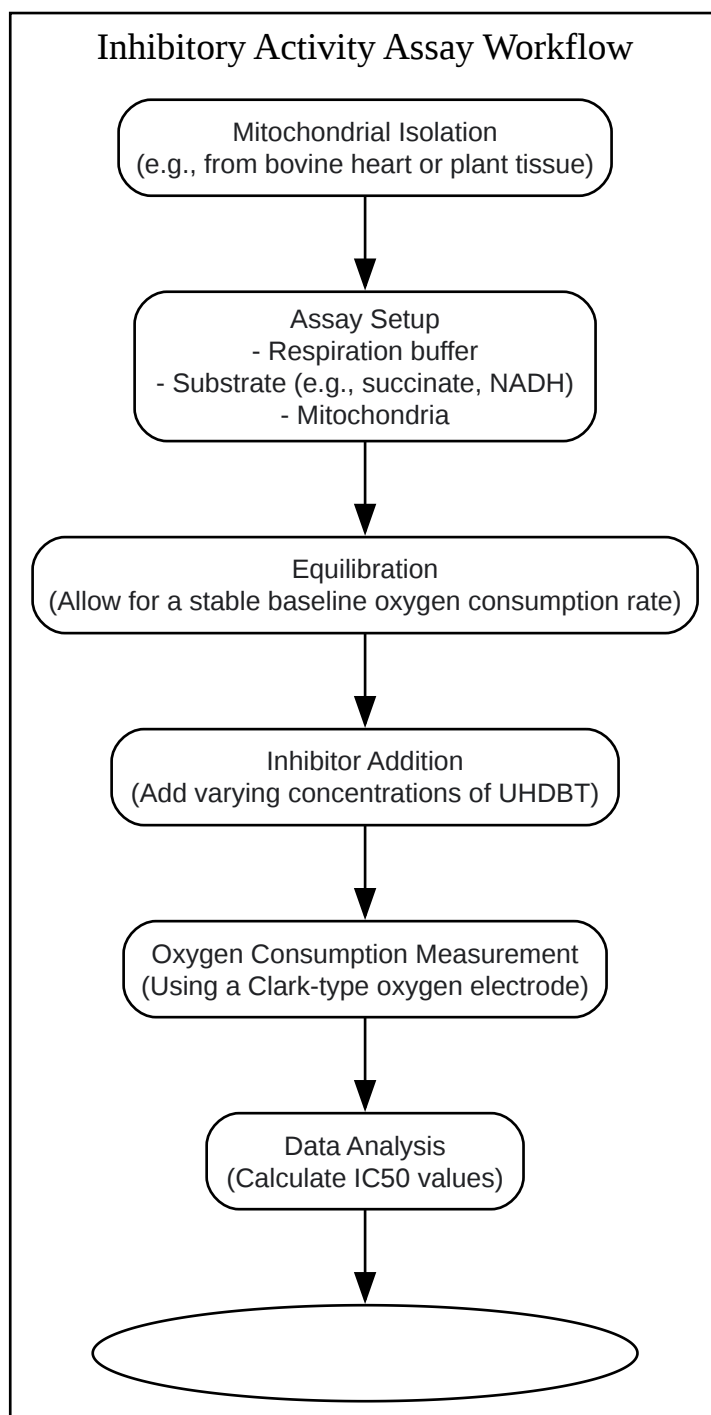 Inhibitory Activity Assay Workflow
Mitochondrial Isolation
(e.g., from bovine heart or plant tissue)
Assay Setup
- Respiration buffer
- Substrate (e.g., succinate, NADH)
- Mitochondria
Equilibration
(Allow for a stable baseline oxygen consumption rate)
Inhibitor Addition
(Add varying concentrations of UHDBT)
Oxygen Consumption Measurement
(Using a Clark-type oxygen electrode)
Data Analysis
(Calculate IC50 values)